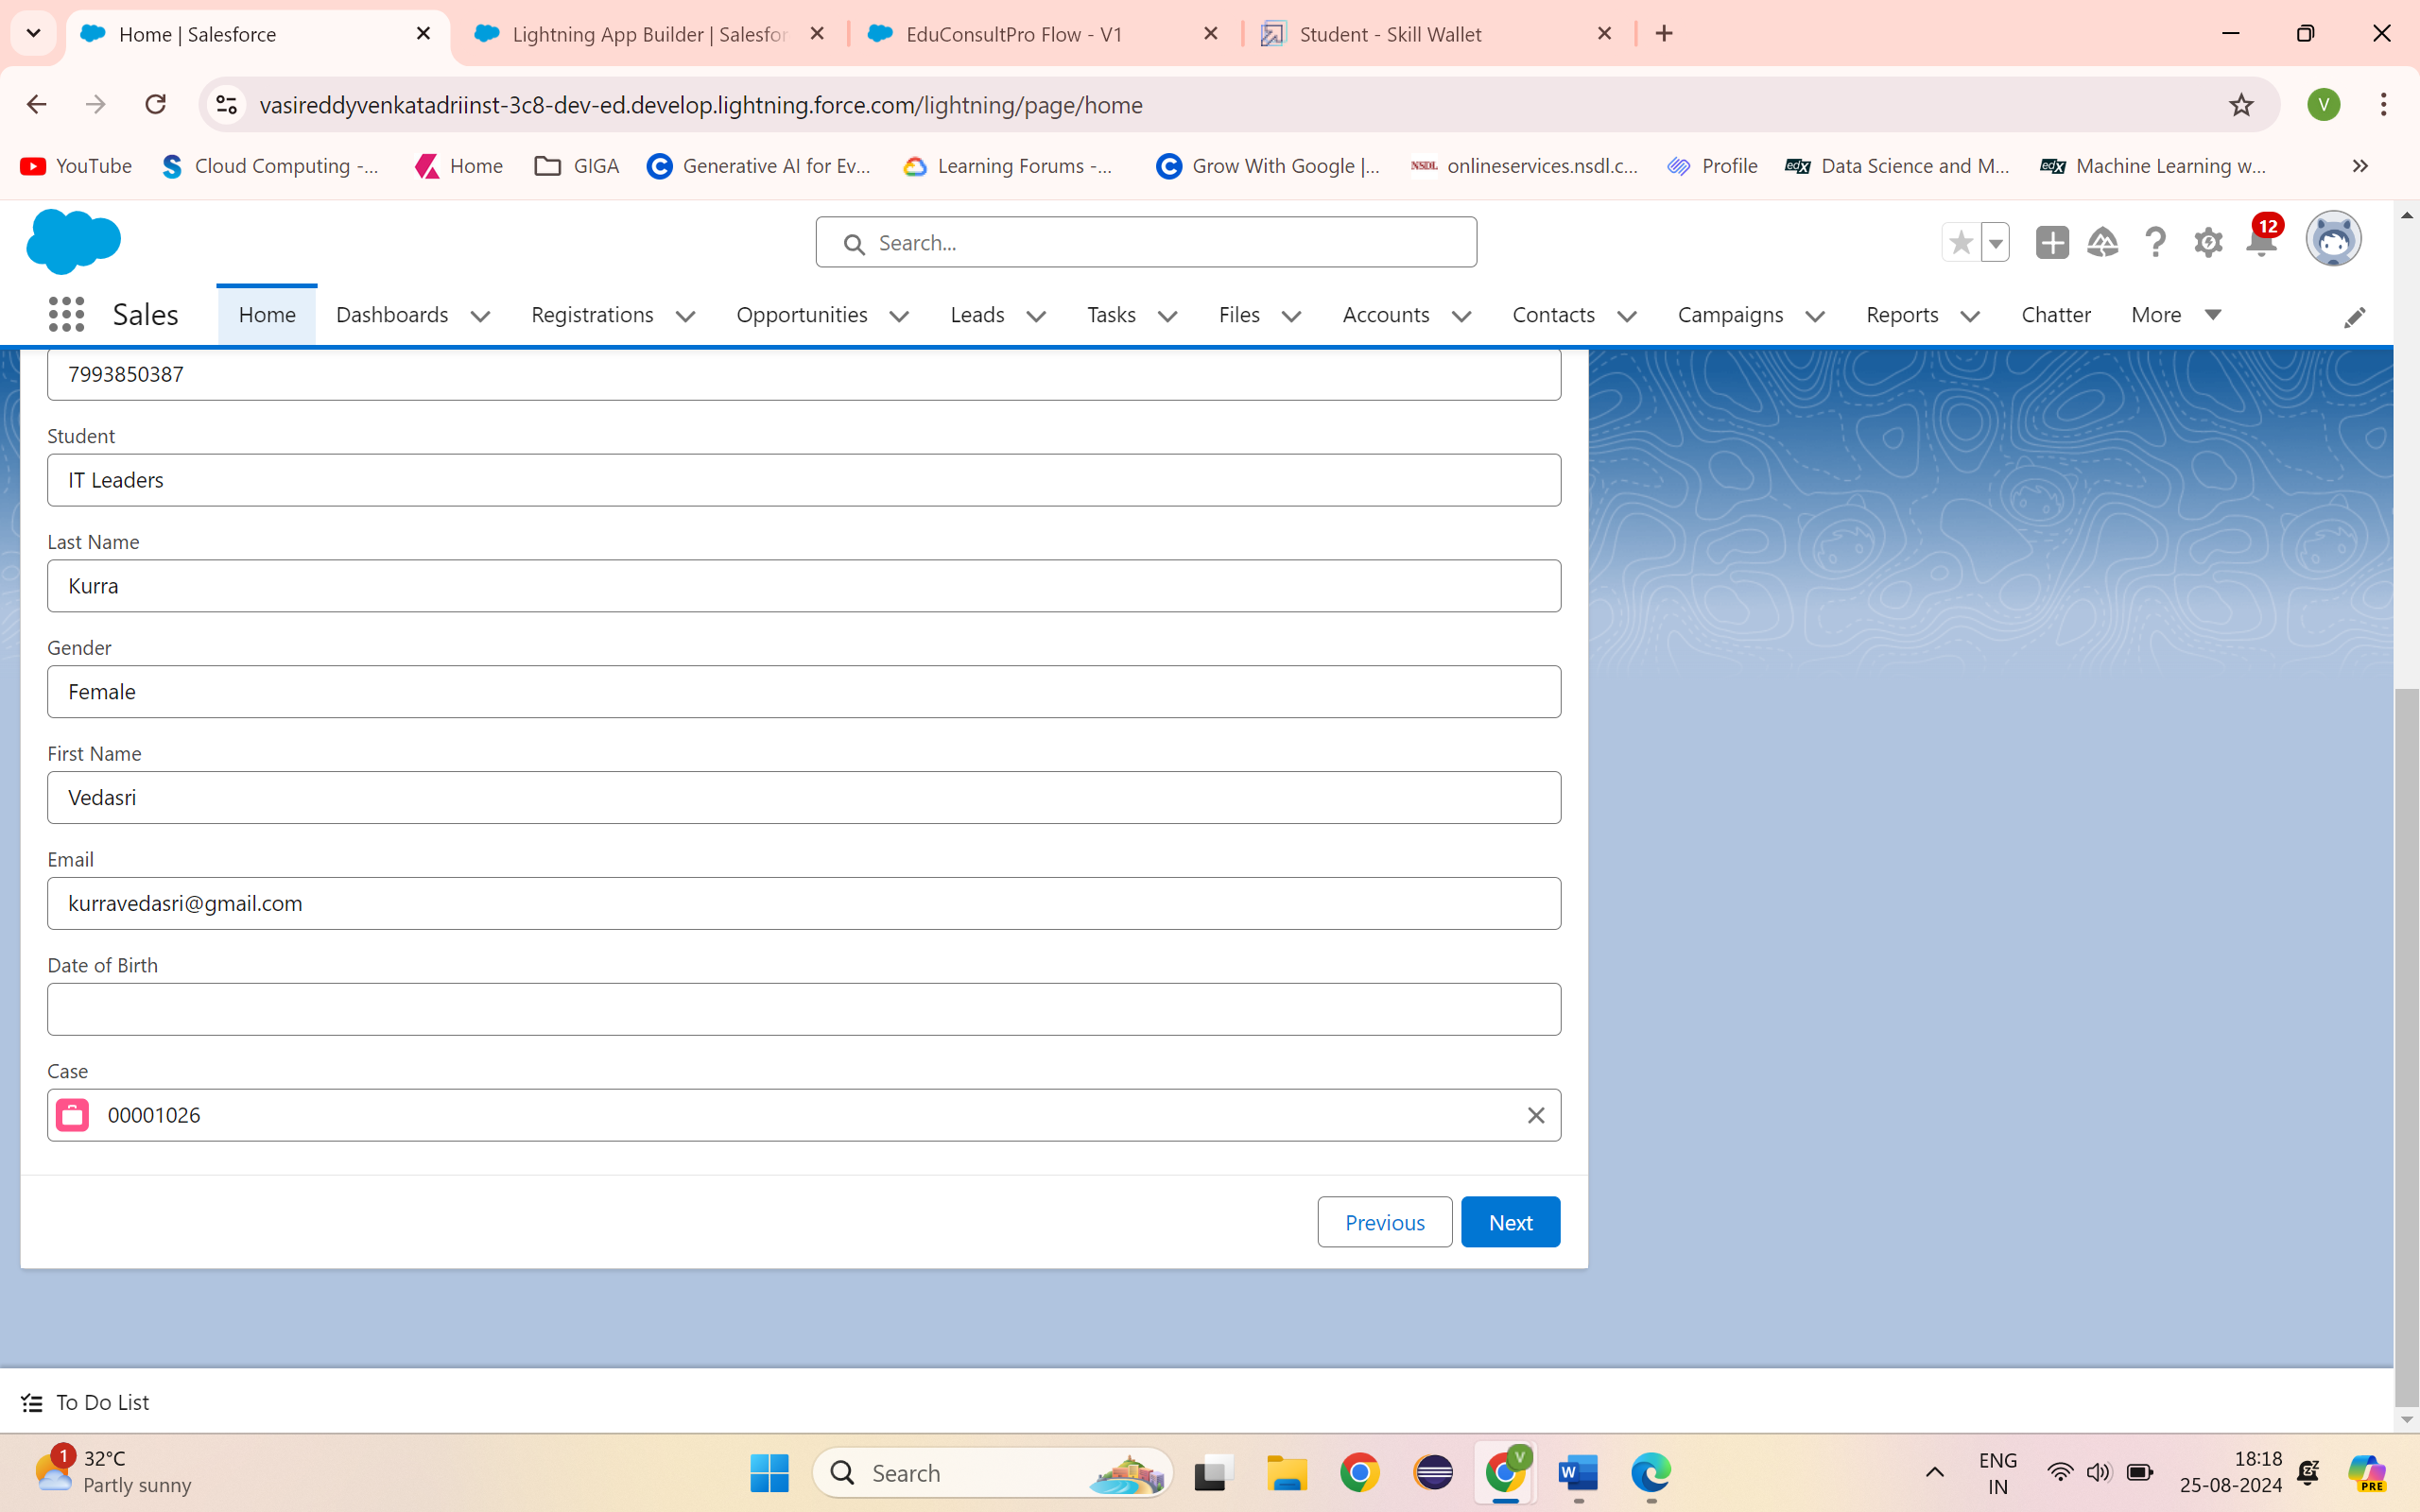 Home | Salesforce
Lightning App Builder | Salesfor
EduConsultPro Flow - V1
Student - Skill Wallet
vasireddyvenkatadriinst-3c8-dev-ed.develop.lightning.force.com/lightning/page/home
V
YouTube
Cloud Computing -...
Home
GIGA
Generative AI for Ev...
Learning Forums -...
Grow With Google |...
NSDL onlineservices.nsdl.c...
Profile
edX Data Science and M...
edX Machine Learning w...
Search...
12
Sales
Home
Dashboards
Registrations
Opportunities
Leads
Tasks
Files
Accounts
Contacts
Campaigns
Reports
Chatter
More
7993850387
Student
IT Leaders
Last Name
Kurra
Gender
Female
First Name
Vedasri
Email
kurravedasri@gmail.com
Date of Birth
Case
00001026
Previous
Next
To Do List
1
32°C
Partly sunny
Search
V
W
ENG
IN
18:18
25-08-2024
PRE